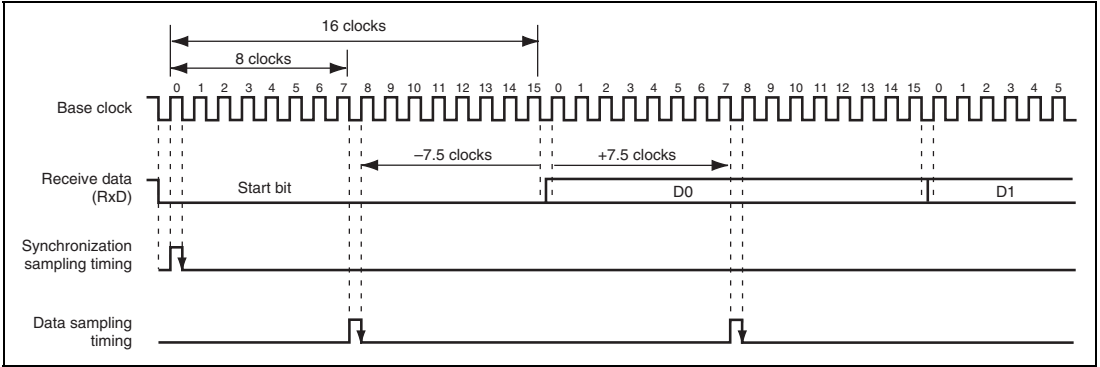 16 clocks
8 clocks
0 1 2 3 4 5 6 7 8 9 10 11 12 13 14 15 0 1 2 3 4 5 6 7 8 9 10 11 12 13 14 15 0 1 2 3 4 5
Base clock
–7.5 clocks +7.5 clocks
Receive data
(RxD)
Start bit D0 D1
Synchronization
sampling timing
Data sampling
timing